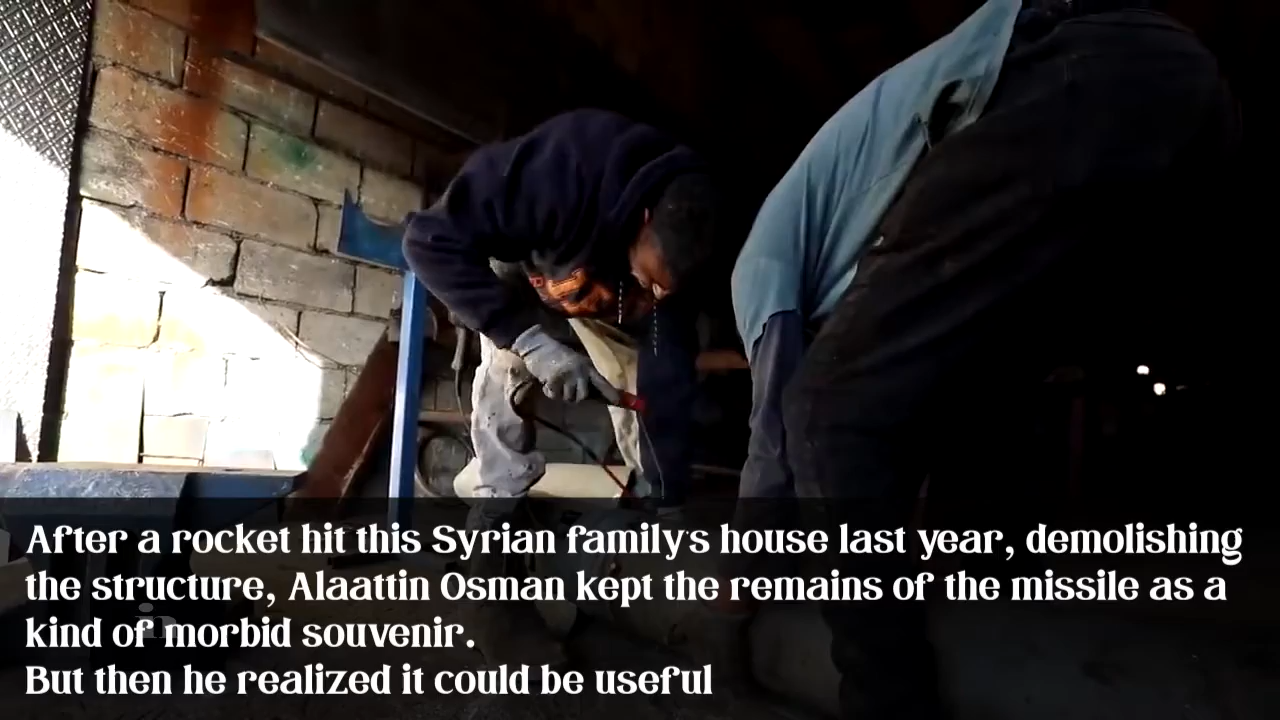 After a rocket hit this Syrian family's house last year, demolishing
the structure, Alaattin Osman kept the remains of the missile as a
kind of morbid souvenir.
But then he realized it could be useful